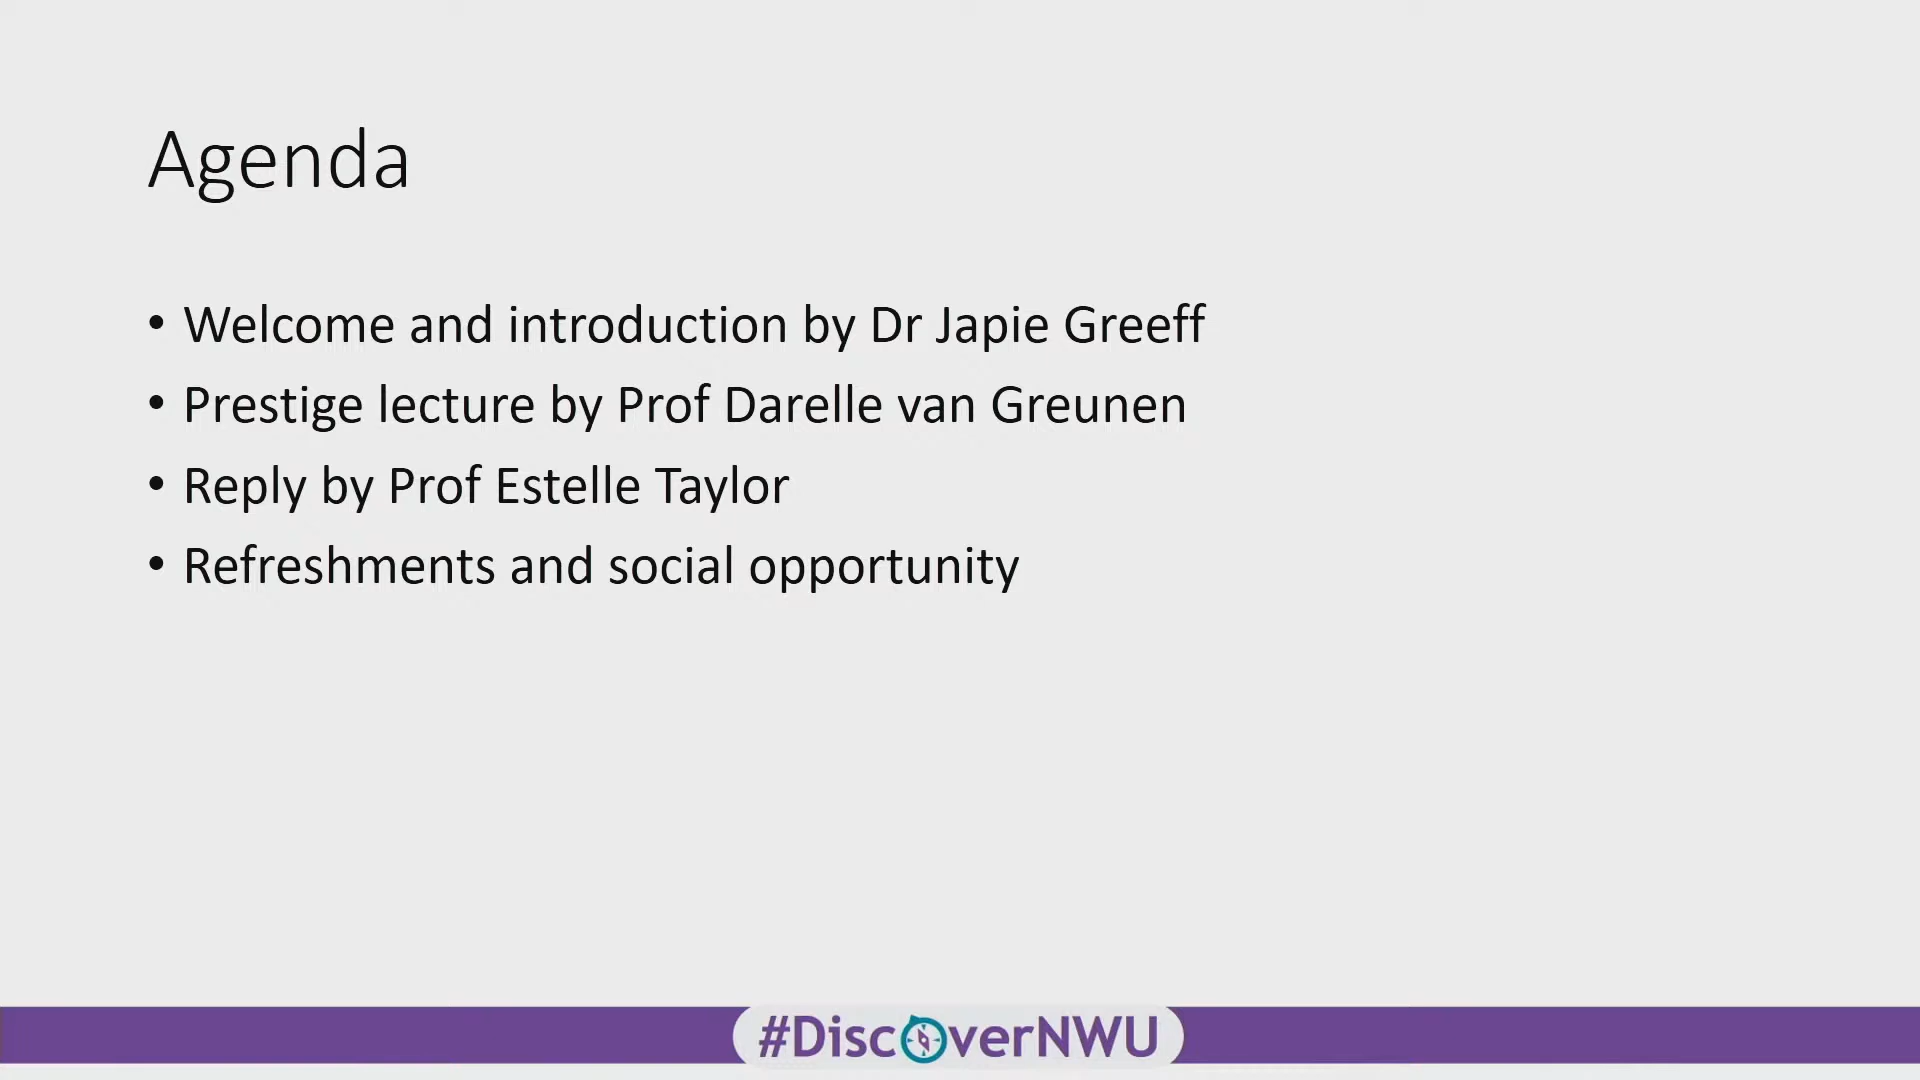 Agenda
• Welcome and introduction by Dr Japie Greeff
• Prestige lecture by Prof Darelle van Greunen
• Reply by Prof Estelle Taylor
• Refreshments and social opportunity
#DiscoverNWU